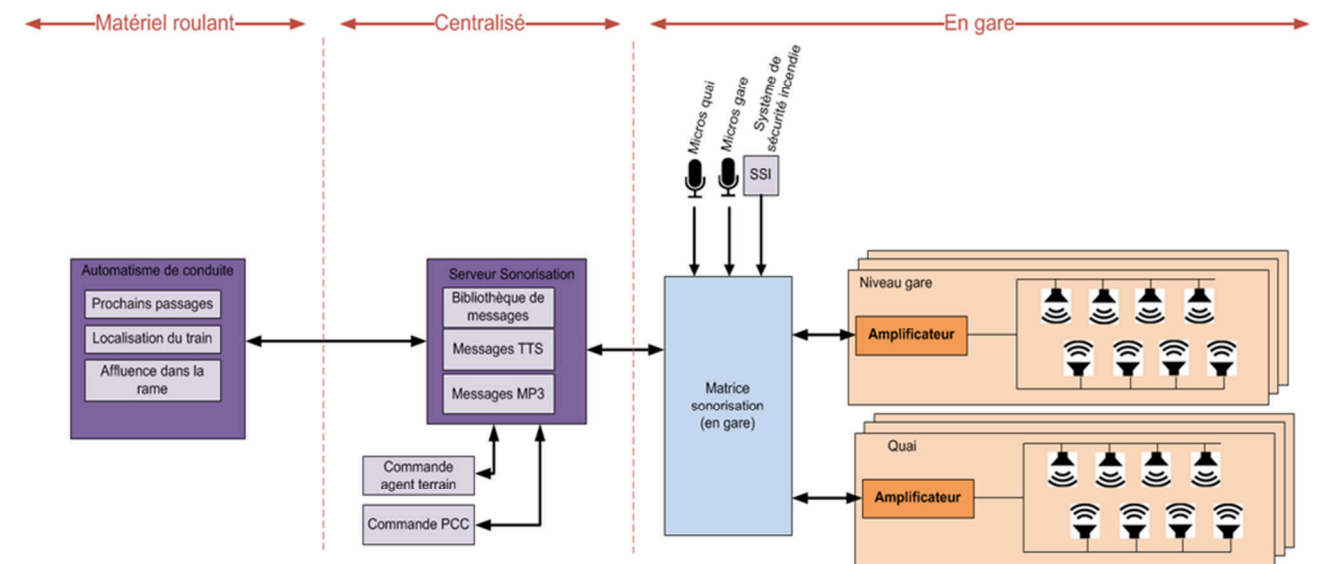 Matériel roulant
Centralisé
En gare
Micros quai
Micros gare
Système de
sécurité incendie
SSI
Automatisme de conduite
Prochains passages
Localisation du train
Affluence dans la
rame
Serveur Sonorisation
Bibliothèque de
messages
Messages TTS
Messages MP3
Commande
agent terrain
Commande PCC
Matrice
sonorisation
(en gare)
Niveau gare
Amplificateur
Quai
Amplificateur